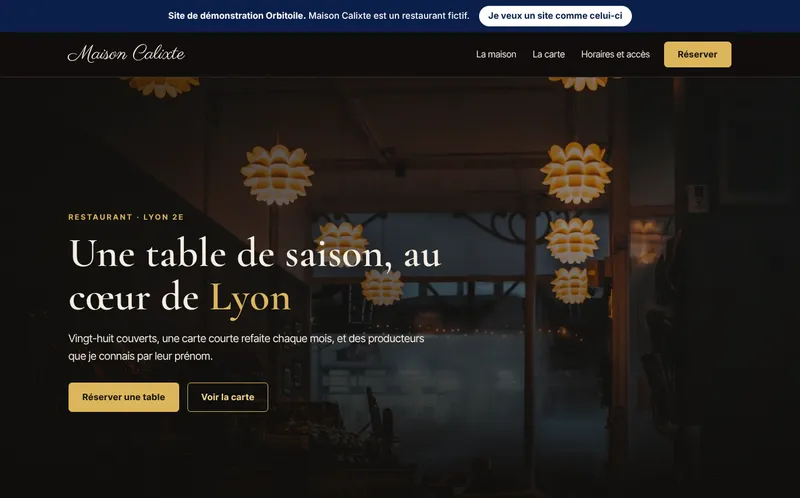 Site de démonstration Orbitoile. Maison Calixte est un restaurant fictif. Je veux un site comme celui-ci
Maison Calixte La maison La carte Horaires et accès Réserver
RESTAURANT · LYON 2E
Une table de saison, au
cœur de Lyon
Vingt-huit couverts, une carte courte refaite chaque mois, et des producteurs
que je connais par leur prénom.
Réserver une table Voir la carte